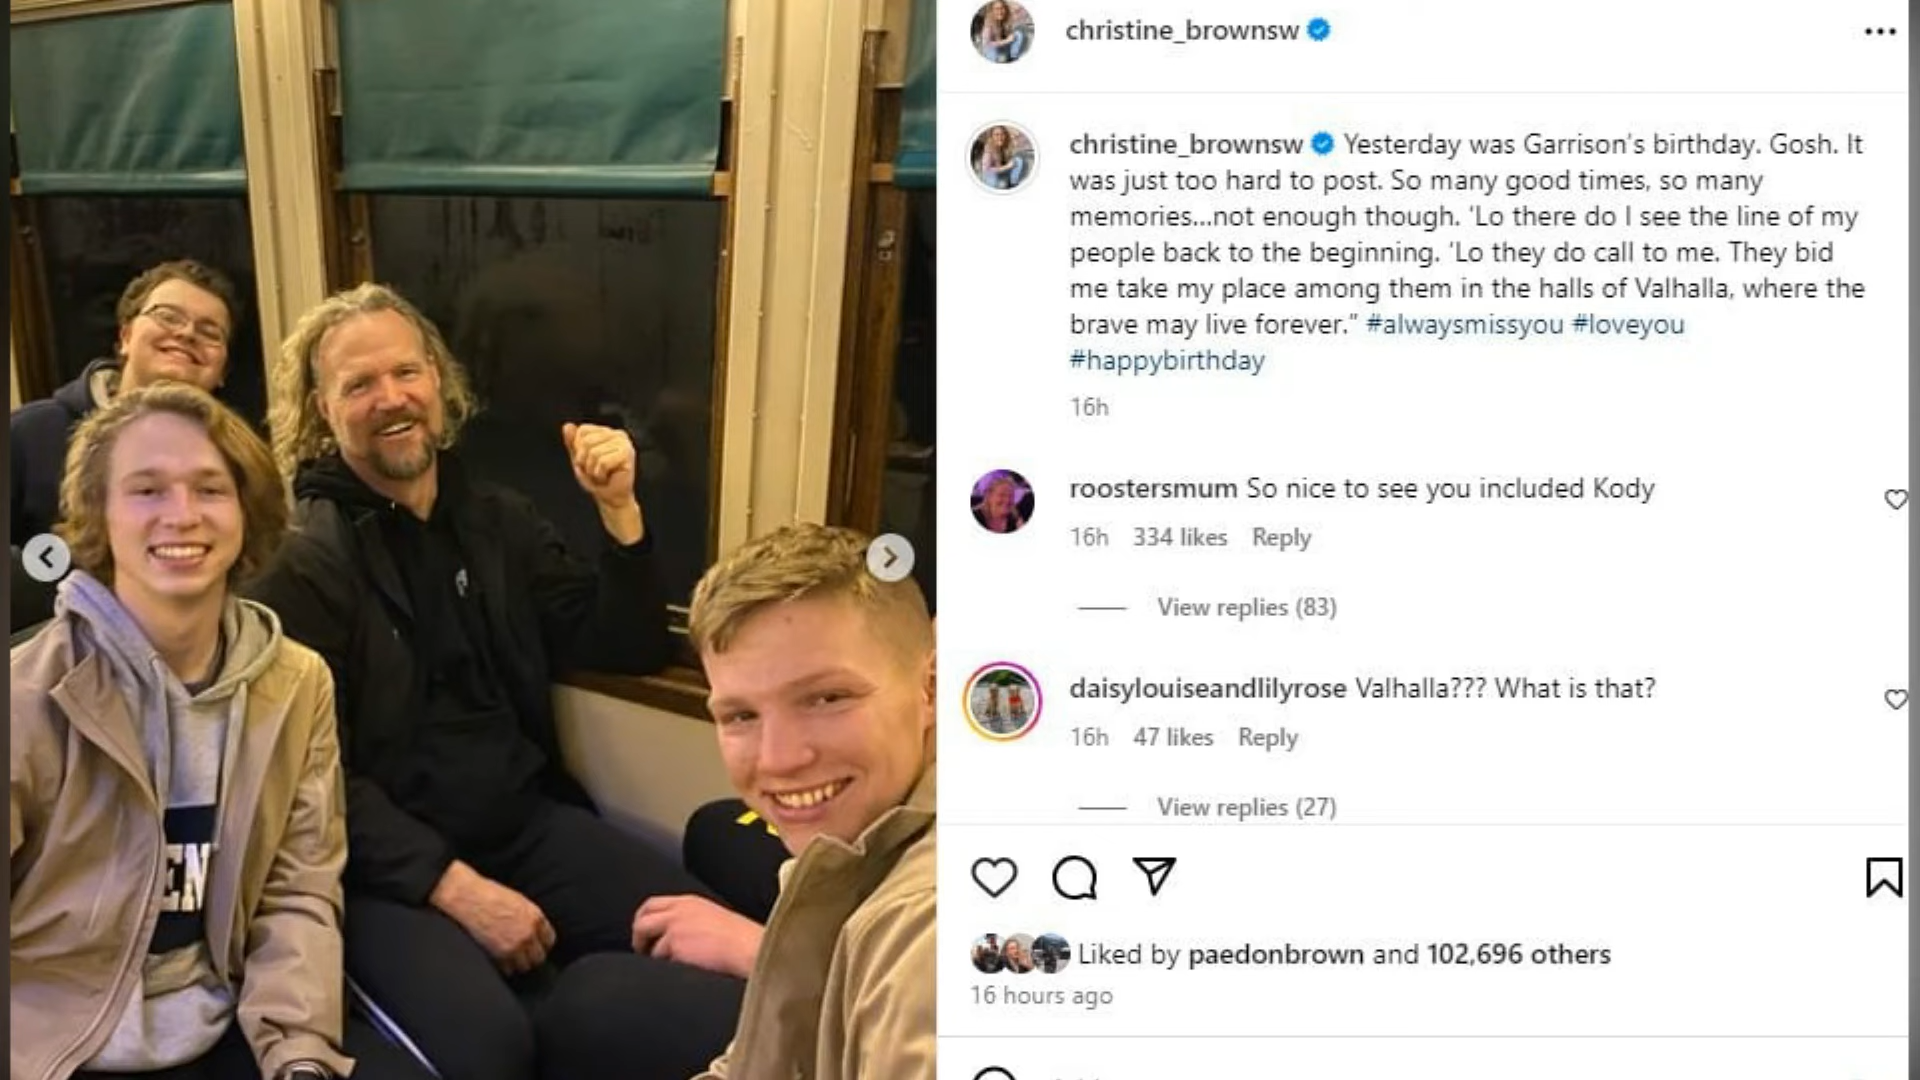 christine_brownsw
christine_brownsw Yesterday was Garrison's birthday. Gosh. It
was just too hard to post. So many good times, so many
memories...not enough though. 'Lo there do I see the line of my
people back to the beginning. 'Lo they do call to me. They bid
me take my place among them in the halls of Valhalla, where the
brave may live forever." #alwaysmissyou #loveyou
#happybirthday
16h
roostersmum So nice to see you included Kody
16h 334 likes Reply
View replies (83)
daisylouiseandlilyrose Valhalla??? What is that?
16h 47 likes Reply
View replies (27)
Liked by paedonbrown and 102,696 others
16 hours ago